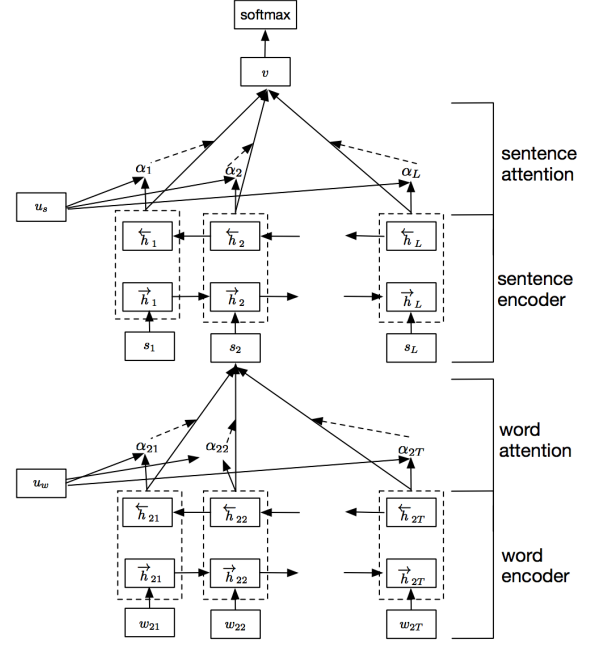 softmax
v
α1 α2 αL
sentence
attention
us
←h1 ←h2 ←hL
sentence
encoder
→h1 →h2 →hL
s1 s2 sL
α21 α22 α2T
word
attention
uw
←h21 ←h22 ←h2T
→h21 →h22 →h2T
word
encoder
w21 w22 w2T